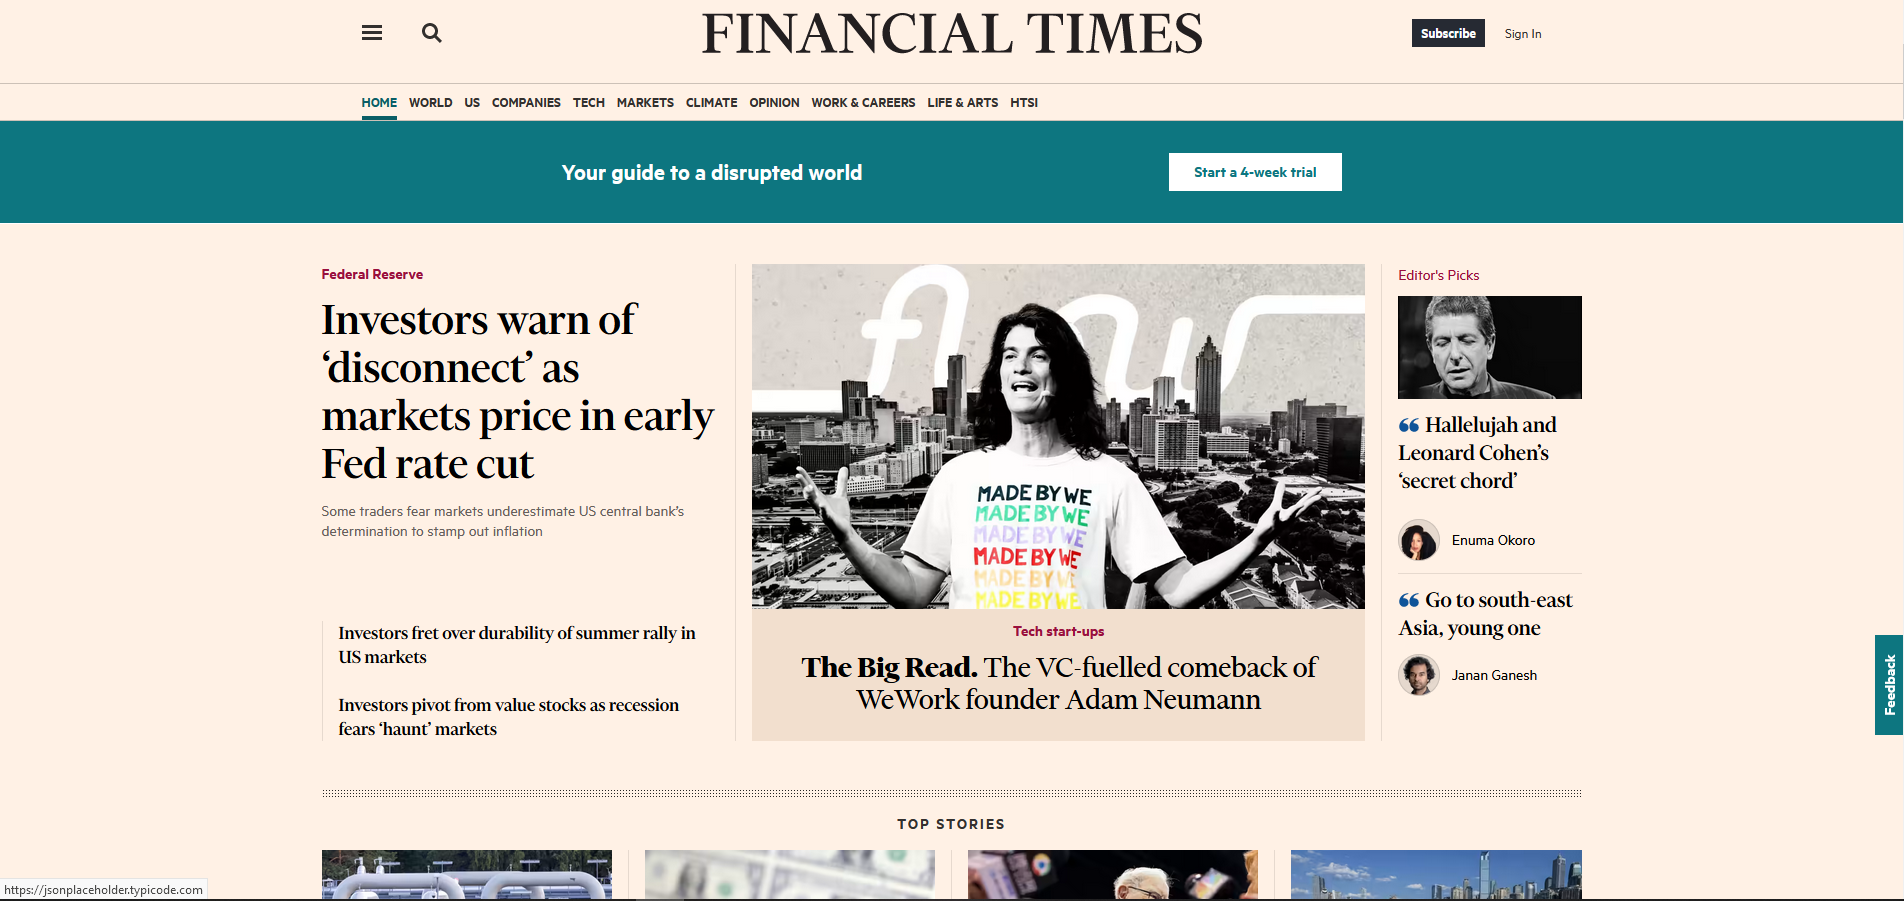 FINANCIAL TIMES
Subscribe
Sign In
HOME WORLD US COMPANIES TECH MARKETS CLIMATE OPINION WORK & CAREERS LIFE & ARTS HTSI
Your guide to a disrupted world
Start a 4-week trial
Federal Reserve
Investors warn of
‘disconnect’ as
markets price in early
Fed rate cut
Some traders fear markets underestimate US central bank’s
determination to stamp out inflation
Investors fret over durability of summer rally in
US markets
Investors pivot from value stocks as recession
fears ‘haunt’ markets
flow
MADE BY WE
MADE BY WE
MADE BY WE
MADE BY WE
MADE BY WE
MADE BY WE
Tech start-ups
The Big Read. The VC-fuelled comeback of
WeWork founder Adam Neumann
Editor's Picks
“ Hallelujah and
Leonard Cohen’s
‘secret chord’
Enuma Okoro
“ Go to south-east
Asia, young one
Janan Ganesh
Feedback
TOP STORIES
https://jsonplaceholder.typicode.com